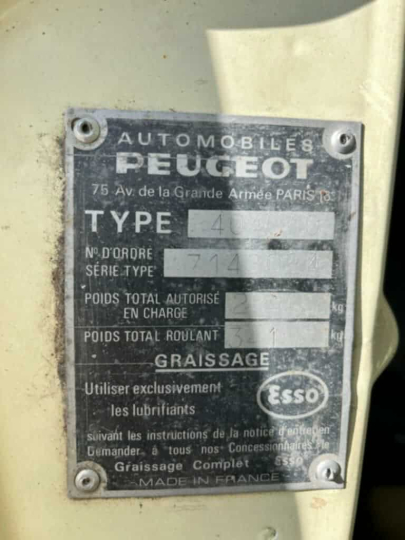 AUTOMOBILES
PEUGEOT
75 Av. de la Grande Armée PARIS
TYPE
N° D'ORDRE
SÉRIE TYPE
POIDS TOTAL AUTORISÉ
EN CHARGE kg
POIDS TOTAL ROULANT kg
GRAISSAGE
Utiliser exclusivement
les lubrifiants
Esso
suivant les instructions de la notice d'entretien
Demander à tous nos Concessionnaires le
Graissage Complet Esso
MADE IN FRANCE